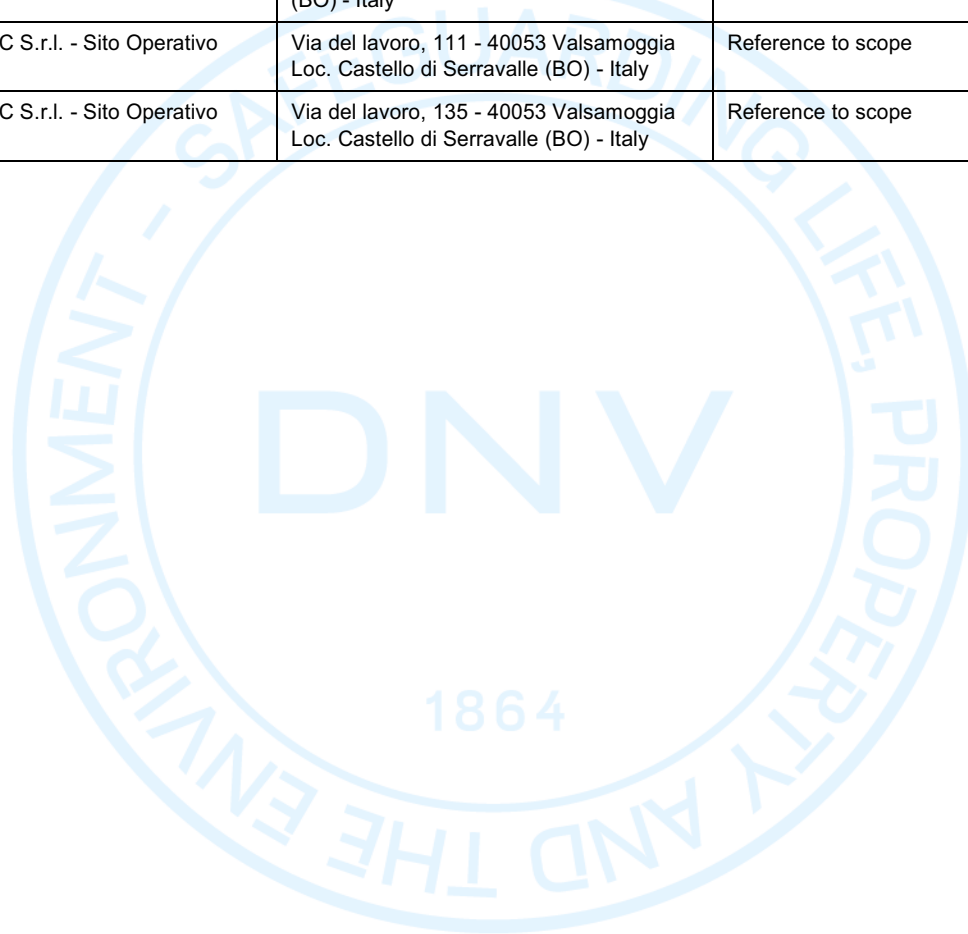 (BO) - Italy
C S.r.l. - Sito Operativo
Via del lavoro, 111 - 40053 Valsamoggia
Loc. Castello di Serravalle (BO) - Italy
Reference to scope
C S.r.l. - Sito Operativo
Via del lavoro, 135 - 40053 Valsamoggia
Loc. Castello di Serravalle (BO) - Italy
Reference to scope
SAFEGUARDING LIFE, PROPERTY AND THE ENVIRONMENT -
DNV
1864